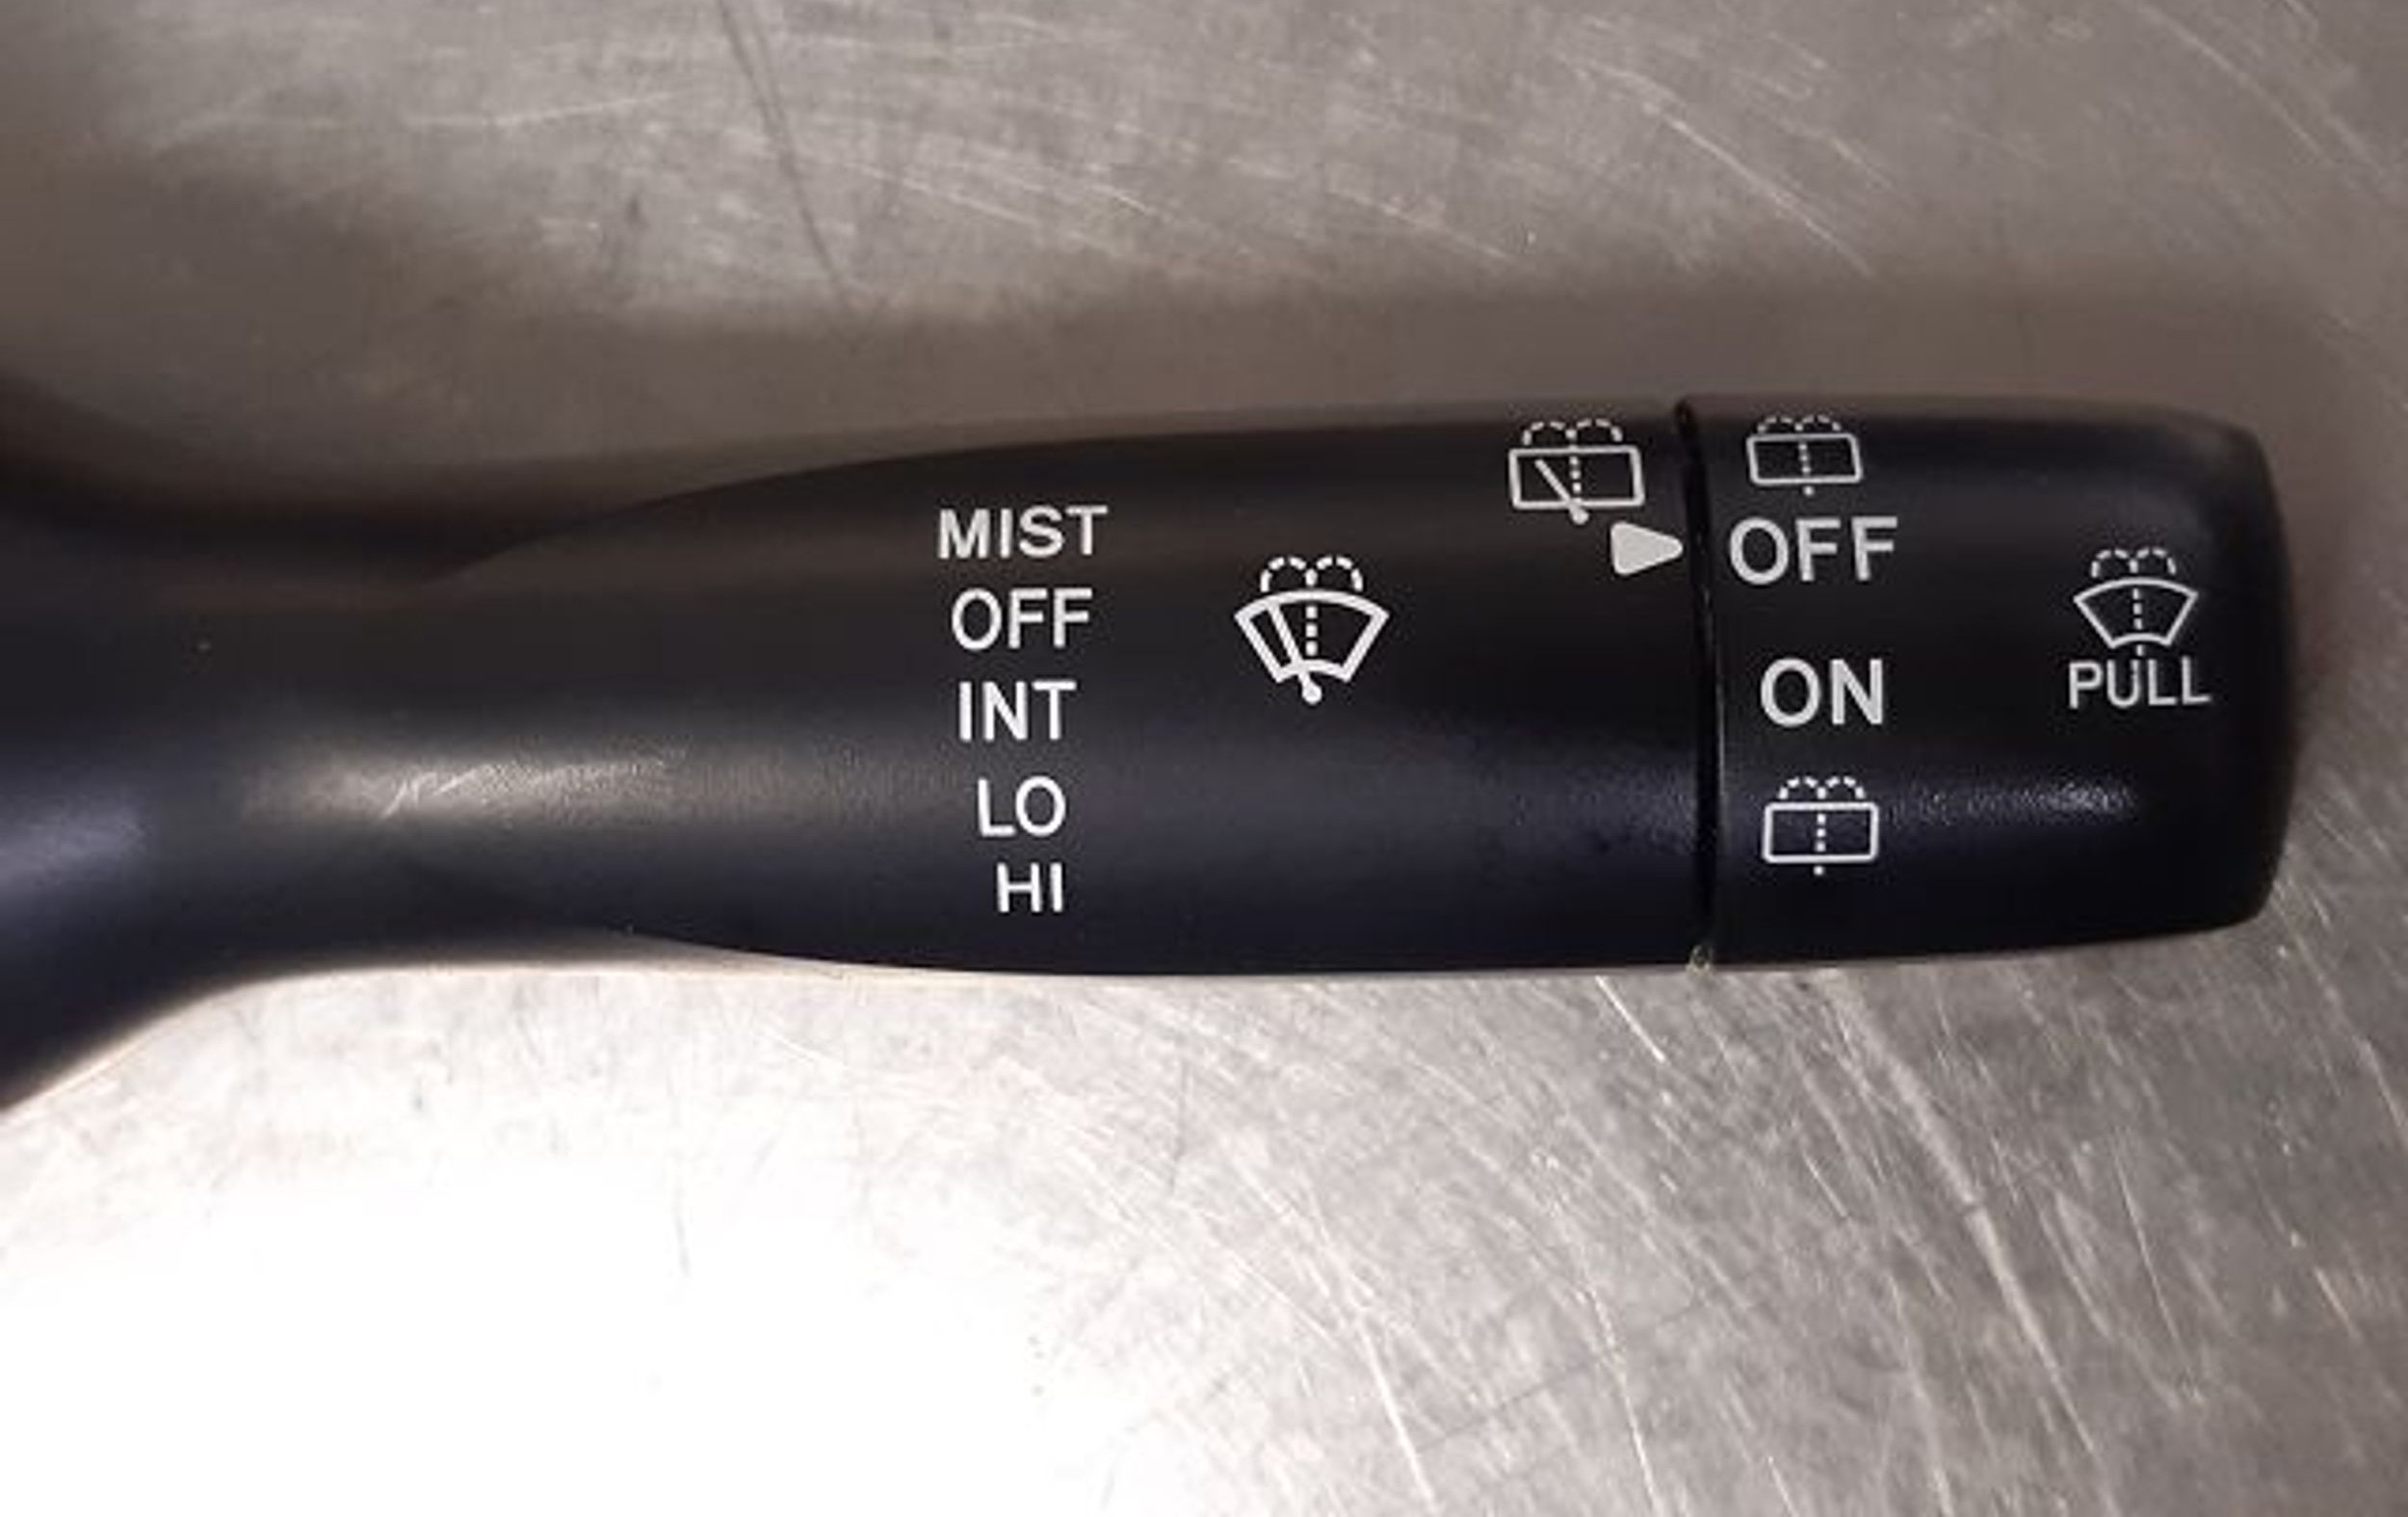 MIST
OFF
INT
LO
HI
OFF
ON
PULL